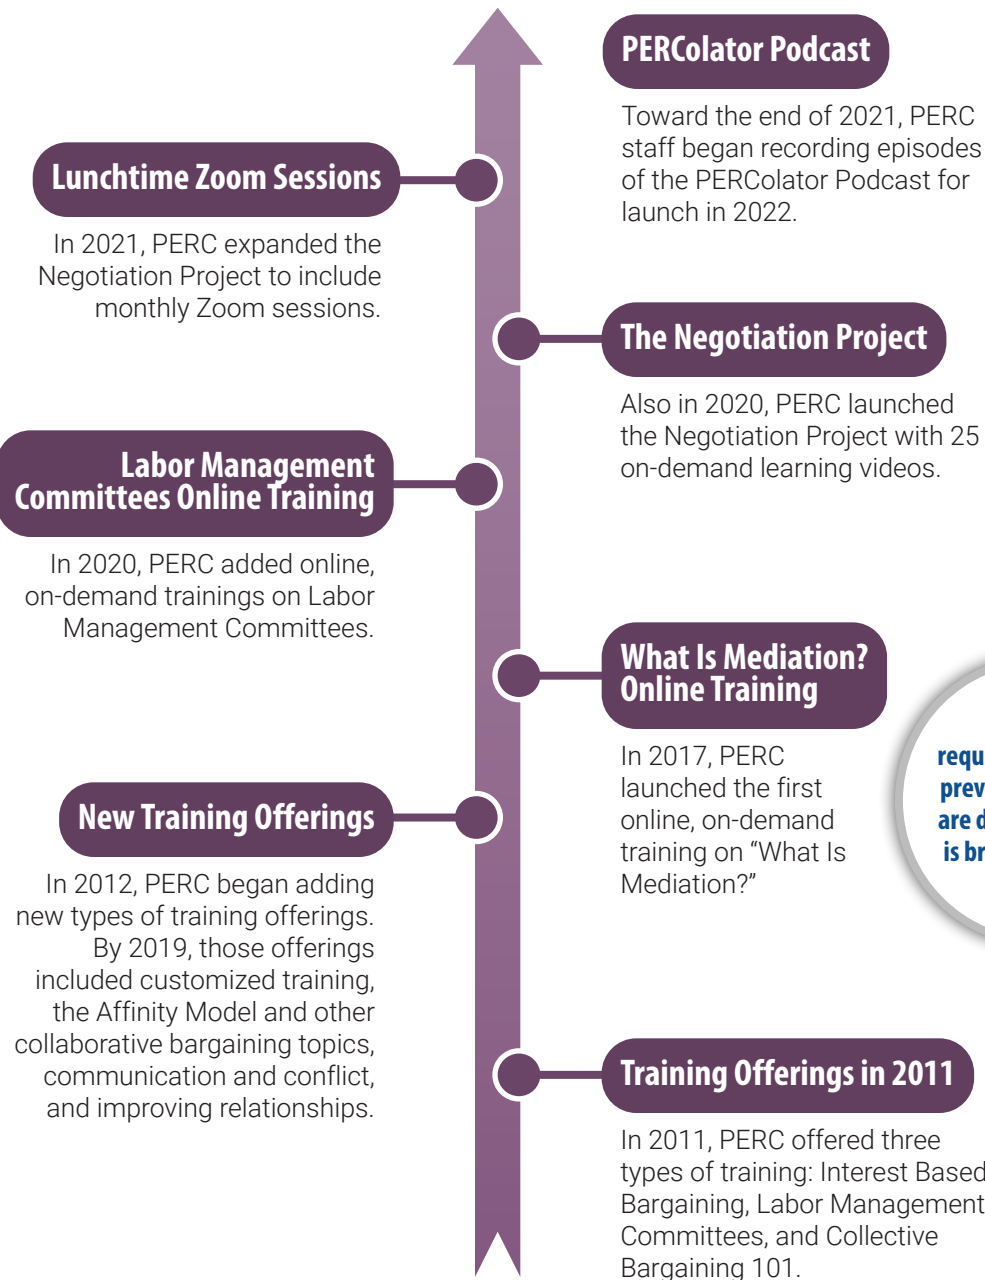 PERColator Podcast
Toward the end of 2021, PERC
staff began recording episodes
of the PERColator Podcast for
launch in 2022.
Lunchtime Zoom Sessions
In 2021, PERC expanded the
Negotiation Project to include
monthly Zoom sessions.
The Negotiation Project
Also in 2020, PERC launched
the Negotiation Project with 25
on-demand learning videos.
Labor Management
Committees Online Training
In 2020, PERC added online,
on-demand trainings on Labor
Management Committees.
What Is Mediation?
Online Training
In 2017, PERC
launched the first
online, on-demand
training on “What Is
Mediation?”
are
is
New Training Offerings
In 2012, PERC began adding
new types of training offerings.
By 2019, those offerings
included customized training,
the Affinity Model and other
collaborative bargaining topics,
communication and conflict,
and improving relationships.
Training Offerings in 2011
In 2011, PERC offered three
types of training: Interest Based
Bargaining, Labor Management
Committees, and Collective
Bargaining 101.